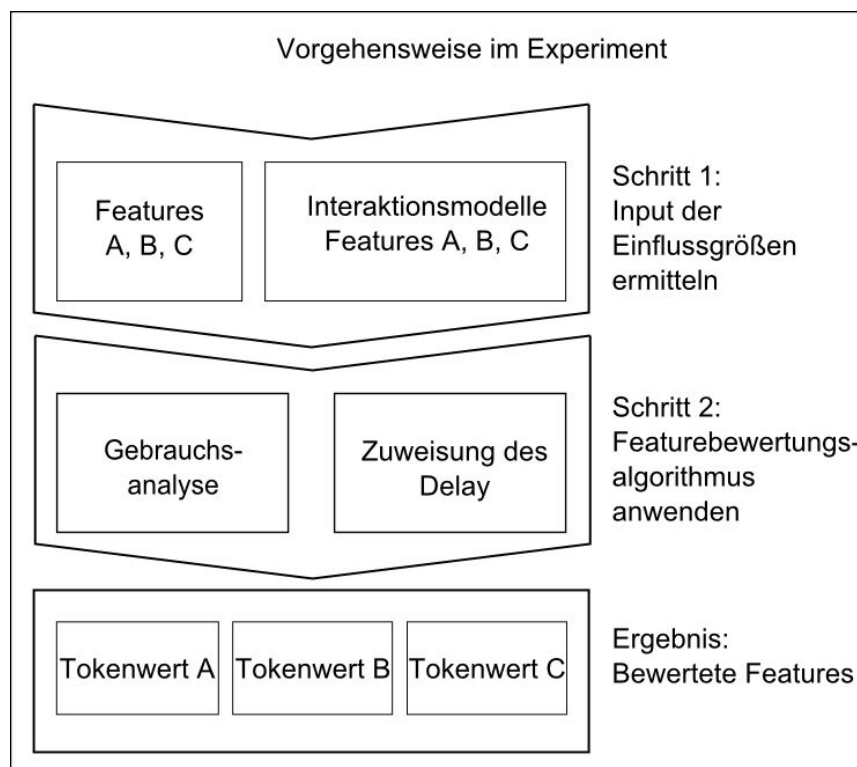 Vorgehensweise im Experiment
Features
A, B, C
Interaktionsmodelle
Features A, B, C
Schritt 1:
Input der
Einflussgrößen
ermitteln
Gebrauchs-
analyse
Zuweisung des
Delay
Schritt 2:
Featurebewertungs-
algorithmus
anwenden
Tokenwert A
Tokenwert B
Tokenwert C
Ergebnis:
Bewertete Features